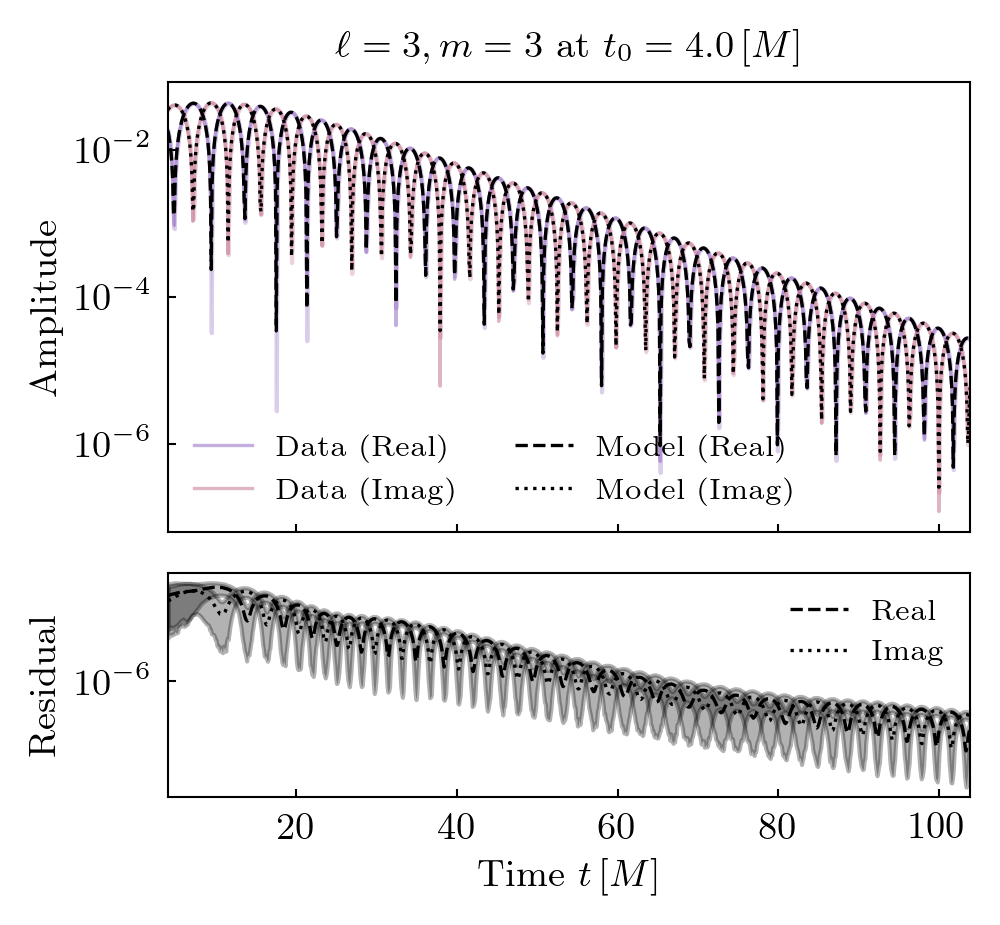 ℓ = 3, m = 3 at t₀ = 4.0 [M]
Amplitude
10⁻²
10⁻⁴
10⁻⁶
Data (Real)
Data (Imag)
Model (Real)
Model (Imag)
Residual
10⁻⁶
Real
Imag
20 40 60 80 100
Time t [M]